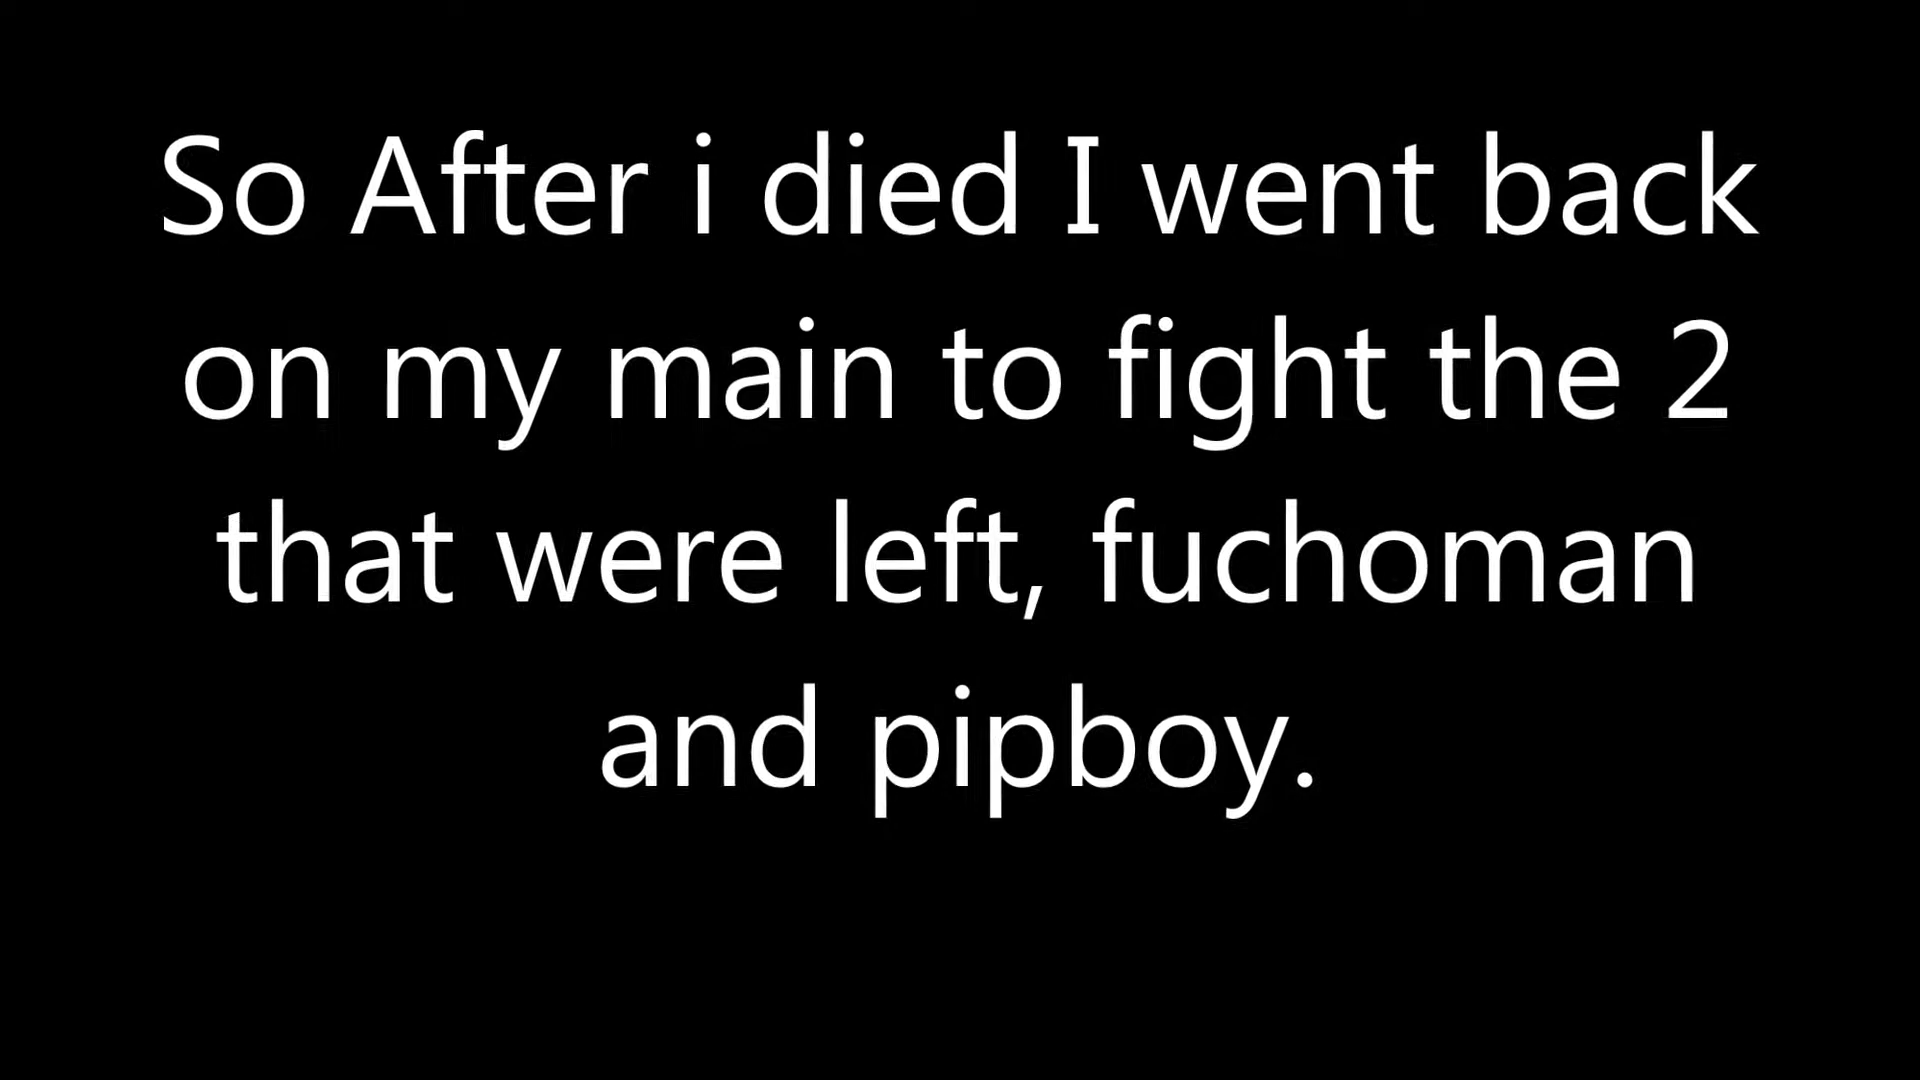 So After i died I went back
on my main to fight the 2
that were left, fuchoman
and pipboy.